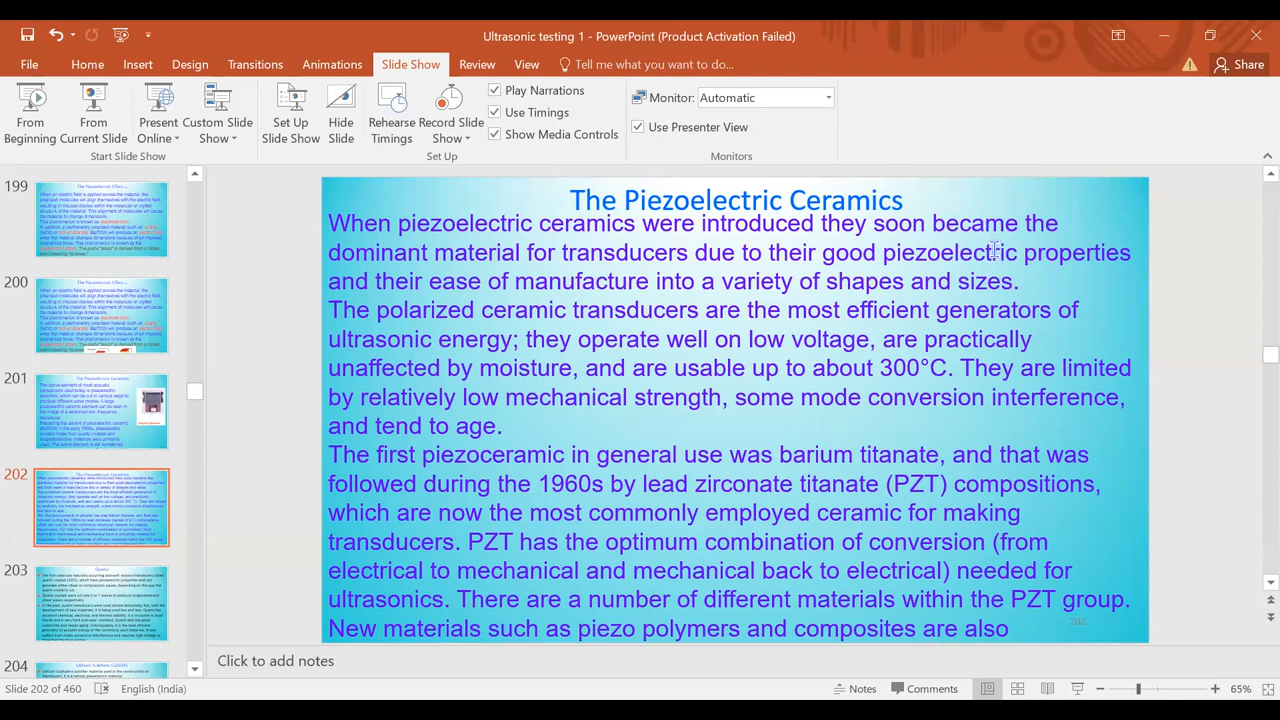 Ultrasonic testing 1 - PowerPoint (Product Activation Failed)
File Home Insert Design Transitions Animations Slide Show Review View Tell me what you want to do... Share
From Beginning
From Current Slide
Present Online
Custom Slide Show
Start Slide Show
Set Up Slide Show
Hide Slide
Rehearse Timings
Record Slide Show
Play Narrations
Use Timings
Show Media Controls
Set Up
Monitor: Automatic
Use Presenter View
Monitors
199
200
201
The Piezoelectric Ceramics
202
The Piezoelectric Ceramics
203
Quartz
204
The Piezoelectric Ceramics
When piezoelectric ceramics were introduced they soon became the
dominant material for transducers due to their good piezoelectric properties
and their ease of manufacture into a variety of shapes and sizes.
The polarized ceramic transducers are the most efficient generators of
ultrasonic energy, they operate well on low voltage, are practically
unaffected by moisture, and are usable up to about 300°C. They are limited
by relatively low mechanical strength, some mode conversion interference,
and tend to age.
The first piezoceramic in general use was barium titanate, and that was
followed during the 1960s by lead zirconate titanate (PZT) compositions,
which are now the most commonly employed ceramic for making
transducers. PZT has the optimum combination of conversion (from
electrical to mechanical and mechanical back to electrical) needed for
ultrasonics. There are a number of different materials within the PZT group.
New materials such as piezo polymers and composites are also
202
Click to add notes
Slide 202 of 460 English (India) Notes Comments 65%